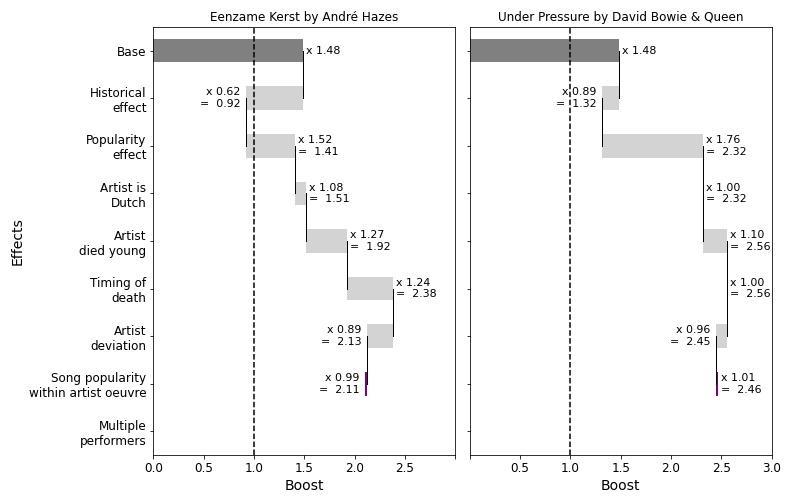 Eenzame Kerst by André Hazes
Under Pressure by David Bowie & Queen
Effects
Base
Historical
effect
Popularity
effect
Artist is
Dutch
Artist
died young
Timing of
death
Artist
deviation
Song popularity
within artist oeuvre
Multiple
performers
x 1.48
x 0.62
= 0.92
x 1.52
= 1.41
x 1.08
= 1.51
x 1.27
= 1.92
x 1.24
= 2.38
x 0.89
= 2.13
x 0.99
= 2.11
0.0 0.5 1.0 1.5 2.0 2.5
Boost
x 1.48
x 0.89
= 1.32
x 1.76
= 2.32
x 1.00
= 2.32
x 1.10
= 2.56
x 1.00
= 2.56
x 0.96
= 2.45
x 1.01
= 2.46
0.5 1.0 1.5 2.0 2.5 3.0
Boost